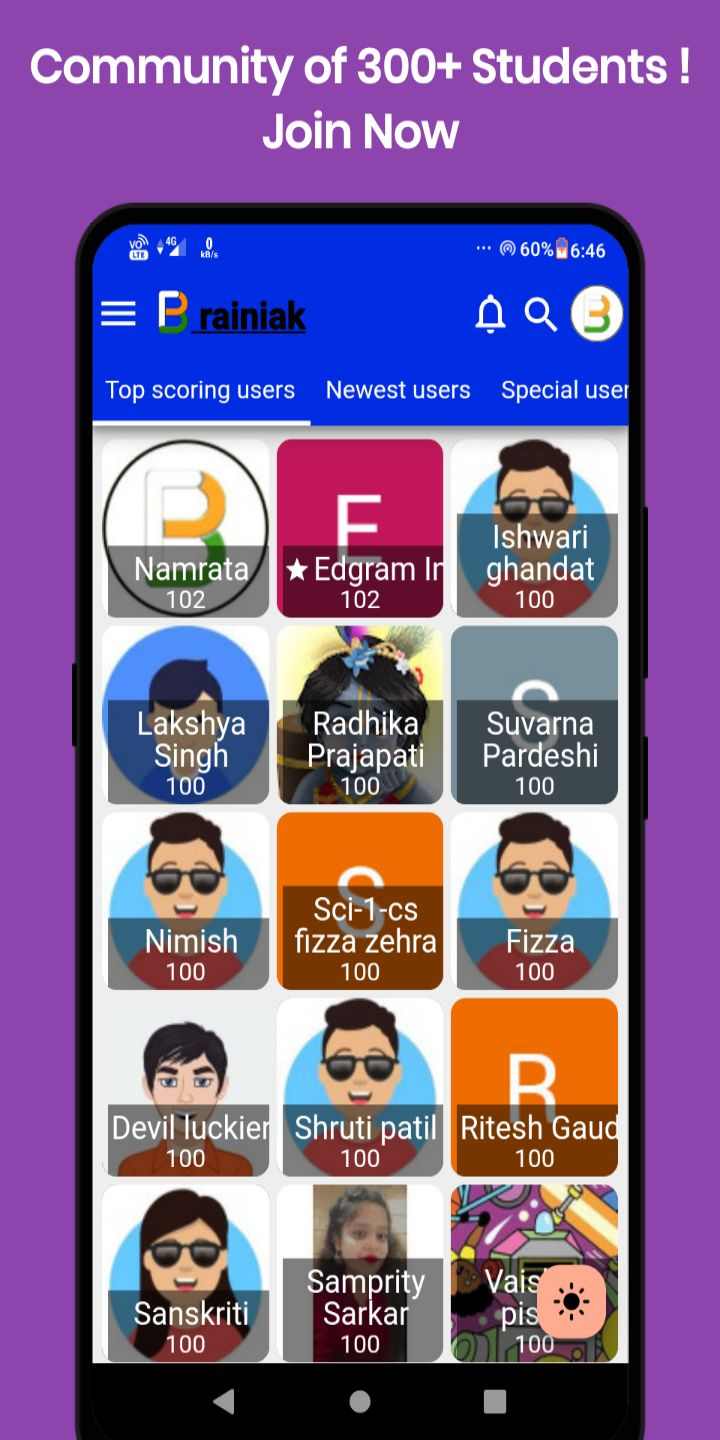 Community of 300+ Students !
Join Now
VO LTE 4G 0 kB/s ... 60% 6:46
B rainiak
B
Top scoring users Newest users Special user
B
Namrata
102
E
★ Edgram In
102
Ishwari
ghandat
100
Lakshya
Singh
100
Radhika
Prajapati
100
S
Suvarna
Pardeshi
100
Nimish
100
S
Sci-1-cs
fizza zehra
100
Fizza
100
Devil luckier
100
Shruti patil
100
R
Ritesh Gaud
100
Sanskriti
100
Samprity
Sarkar
100
Vais
pis
100